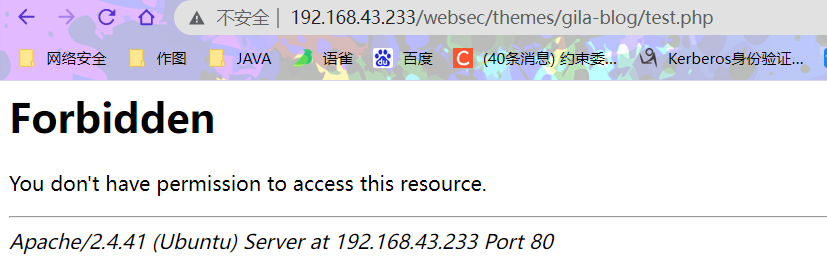 不安全 | 192.168.43.233/websec/themes/gila-blog/test.php
网络安全 作图 JAVA 语雀 百度 C (40条消息) 约束委... Kerberos身份验证...
Forbidden
You don't have permission to access this resource.
Apache/2.4.41 (Ubuntu) Server at 192.168.43.233 Port 80